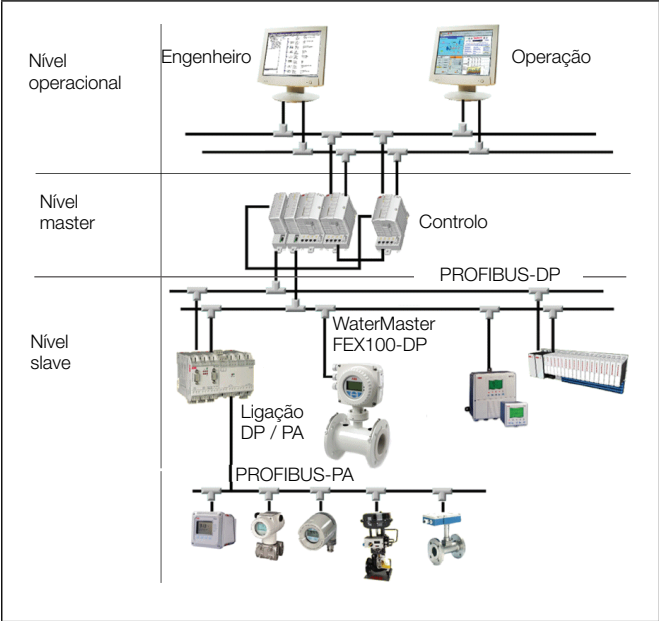 Nível
operacional
Engenheiro
Operação
Nível
master
Controlo
PROFIBUS-DP
Nível
slave
WaterMaster
FEX100-DP
Ligação
DP / PA
PROFIBUS-PA